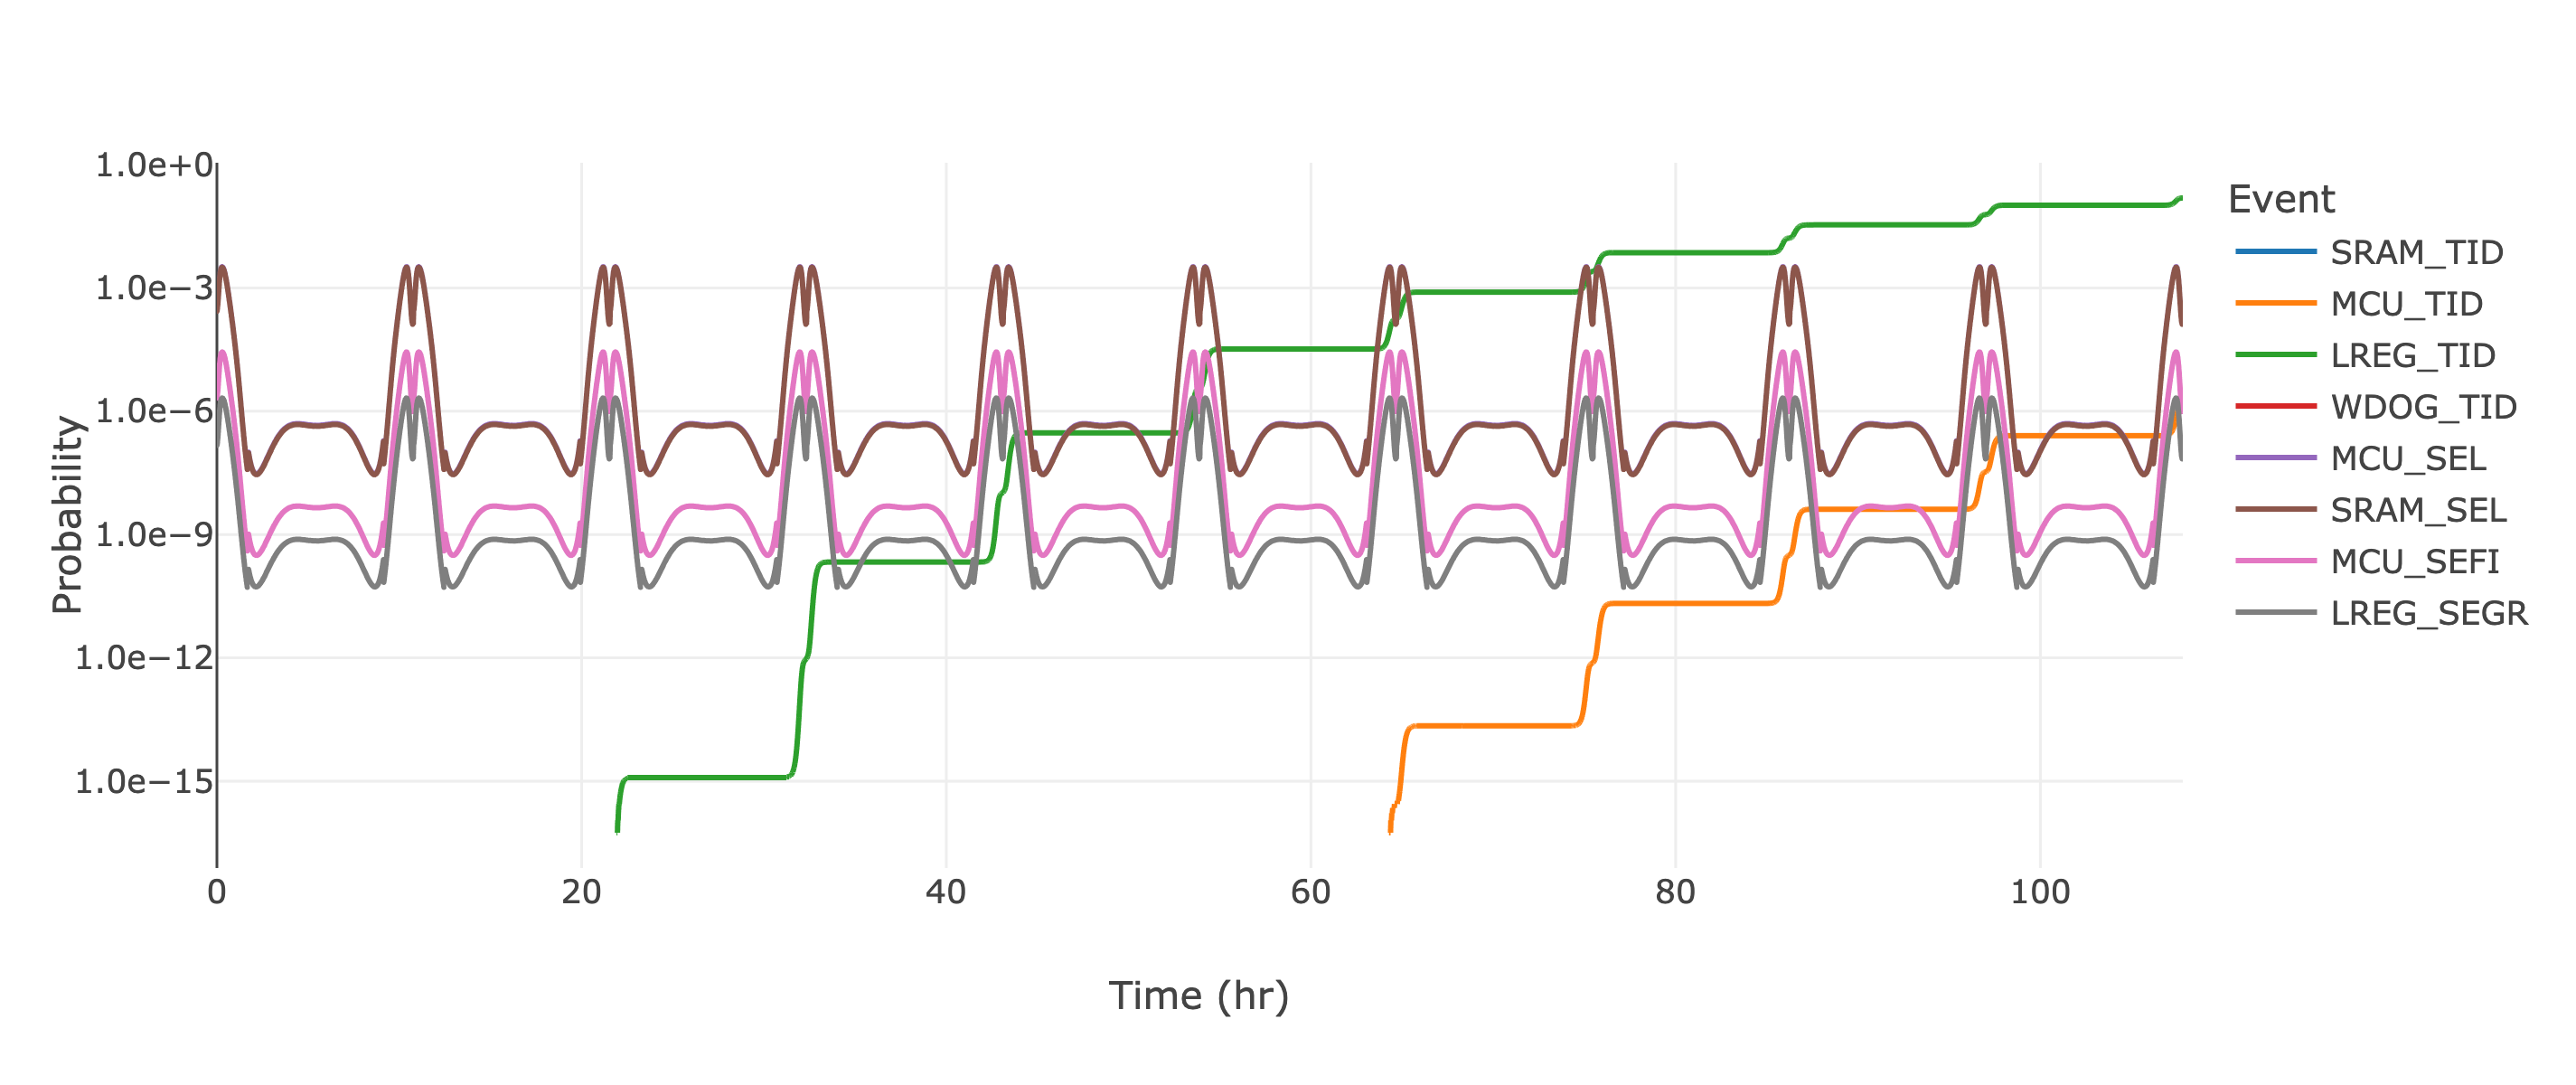 1.0e+0
1.0e−3
1.0e−6
1.0e−9
1.0e−12
1.0e−15
Probability
0 20 40 60 80 100
Time (hr)
Event
SRAM_TID
MCU_TID
LREG_TID
WDOG_TID
MCU_SEL
SRAM_SEL
MCU_SEFI
LREG_SEGR